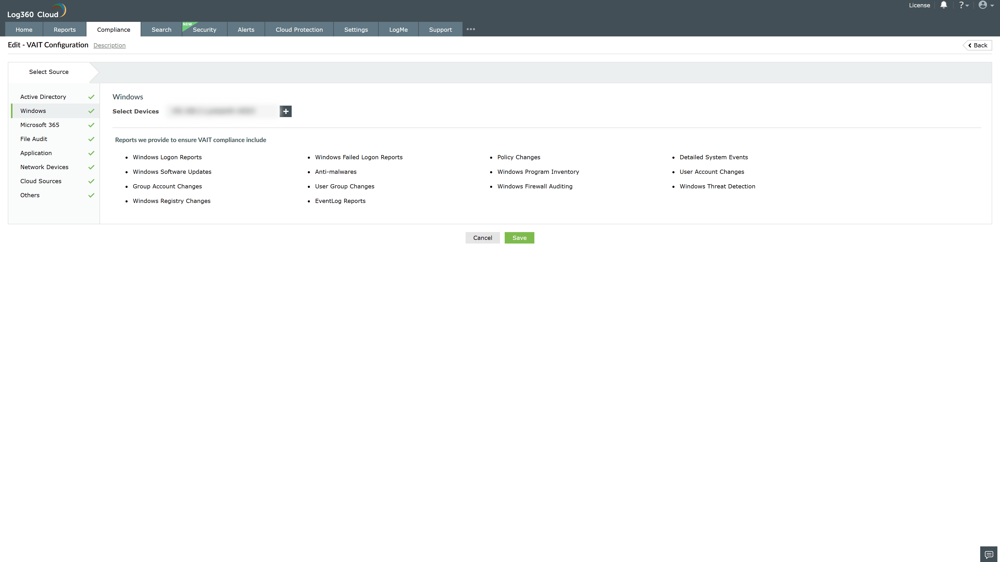 Log360 Cloud
License
?
Home
Reports
Compliance
Search
NEW
Security
Alerts
Cloud Protection
Settings
LogMe
Support
Edit - VAIT Configuration
Description
Back
Select Source
Active Directory
Windows
Microsoft 365
File Audit
Application
Network Devices
Cloud Sources
Others
Windows
Select Devices
Reports we provide to ensure VAIT compliance include
Windows Logon Reports
Windows Failed Logon Reports
Policy Changes
Detailed System Events
Windows Software Updates
Anti-malwares
Windows Program Inventory
User Account Changes
Group Account Changes
User Group Changes
Windows Firewall Auditing
Windows Threat Detection
Windows Registry Changes
EventLog Reports
Cancel
Save